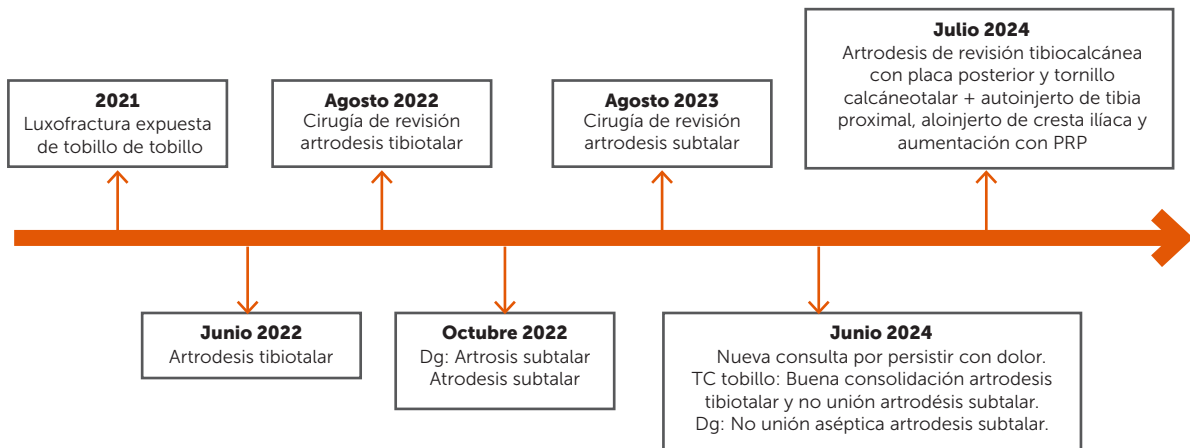 2021
Luxofractura expuesta
de tobillo de tobillo
Agosto 2022
Cirugía de revisión
artrodesis tibiotalar
Agosto 2023
Cirugía de revisión
artrodesis subtalar
Julio 2024
Artrodesis de revisión tibiocalcánea
con placa posterior y tornillo
calcáneotalar + autoinjerto de tibia
proximal, aloinjerto de cresta ilíaca y
aumentación con PRP
Junio 2022
Artrodesis tibiotalar
Octubre 2022
Dg: Artrosis subtalar
Atrodesis subtalar
Junio 2024
Nueva consulta por persistir con dolor.
TC tobillo: Buena consolidación artrodesis
tibiotalar y no unión artrodésis subtalar.
Dg: No unión aséptica artrodesis subtalar.